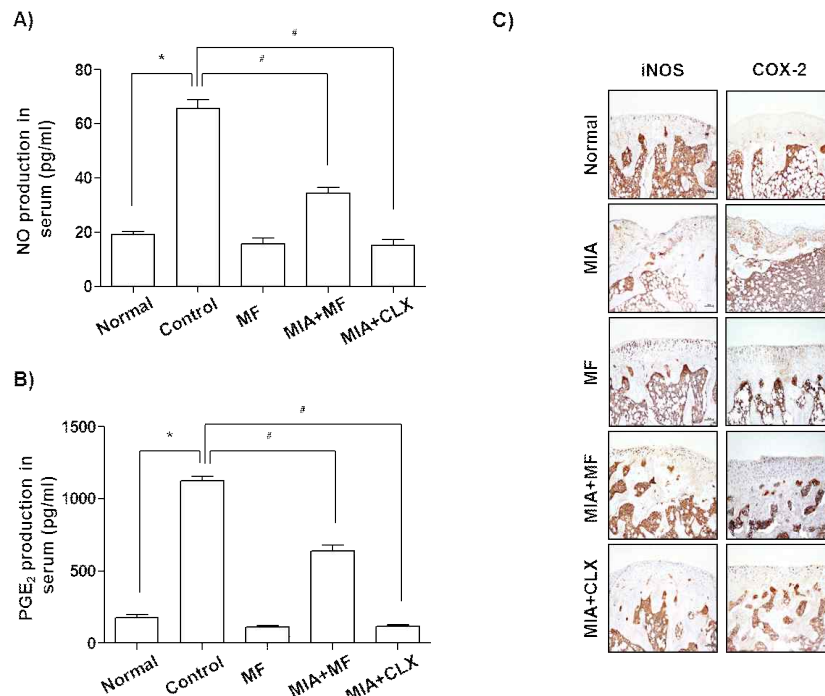 A)
NO production in
serum (pg/ml)
80
60
40
20
0
*
#
#
Normal
Control
MF
MIA+MF
MIA+CLX
B)
PGE₂ production in
serum (pg/ml)
1500
1000
500
0
*
#
#
Normal
Control
MF
MIA+MF
MIA+CLX
C)
iNOS
COX-2
Normal
MIA
MF
MIA+MF
MIA+CLX